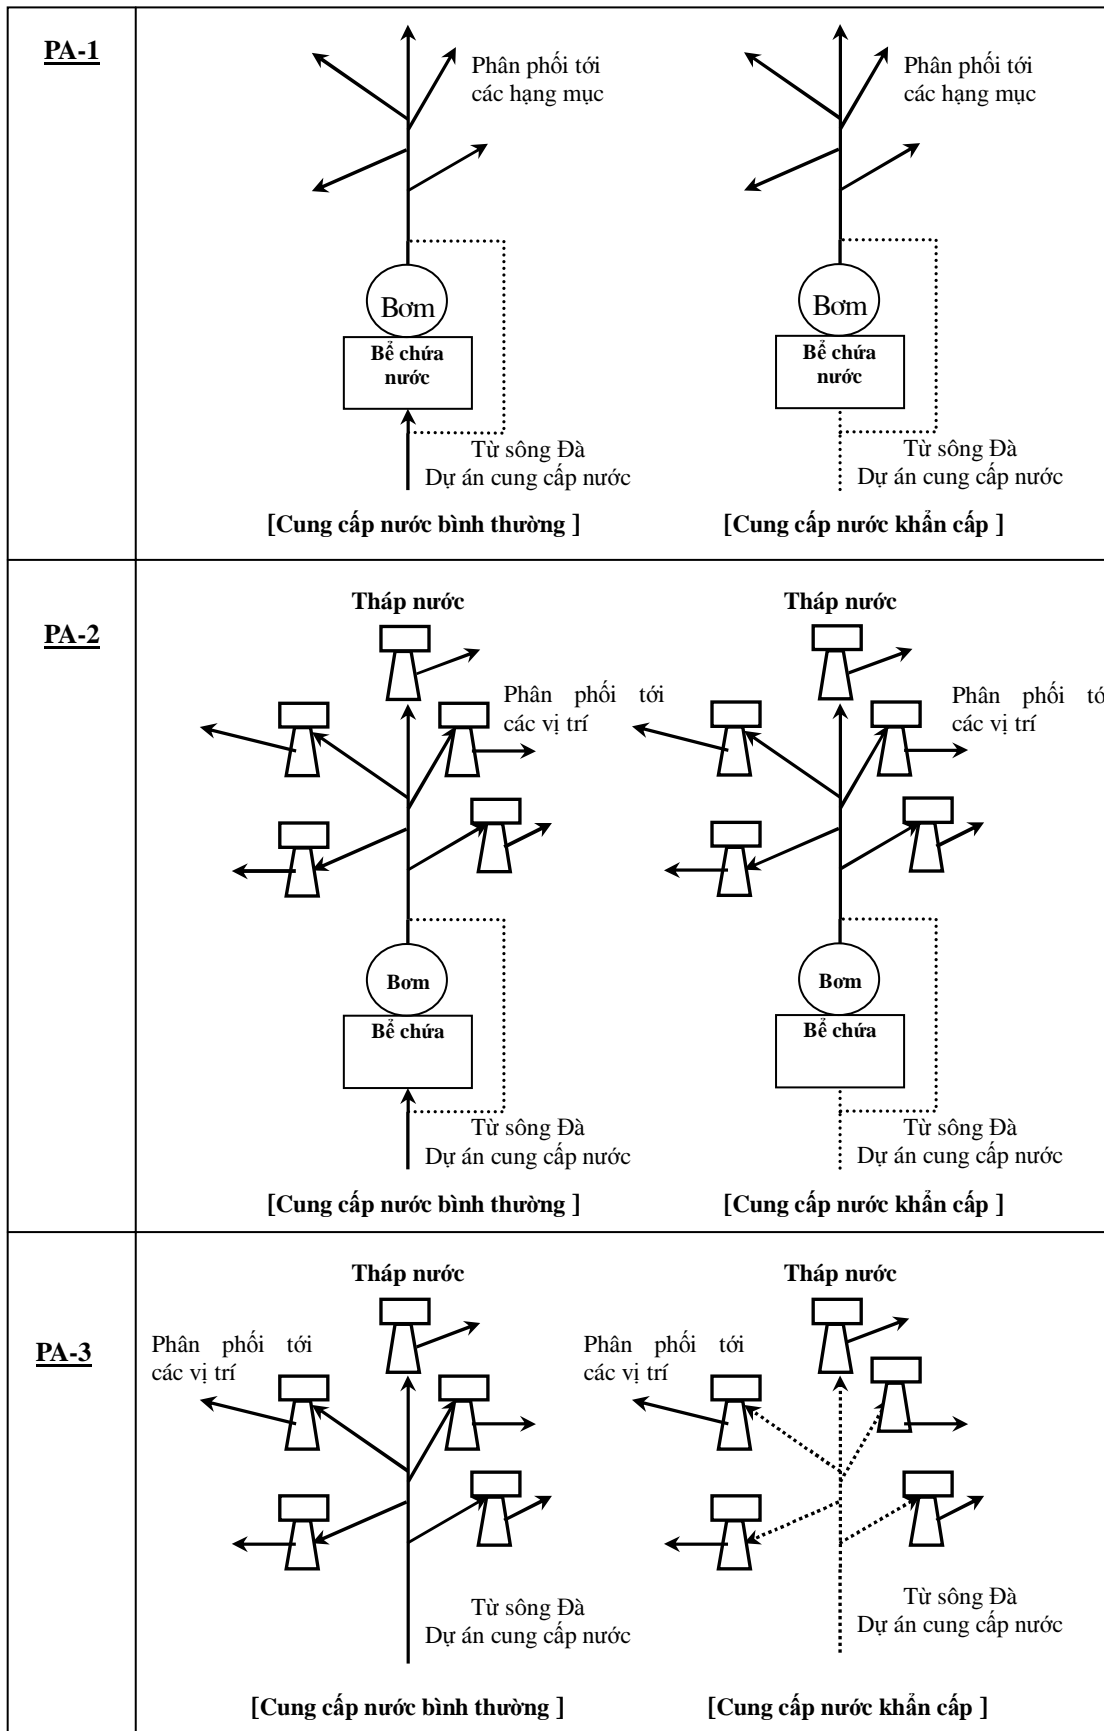 PA-1
Phân phối tới
các hạng mục
Bơm
Bể chứa
nước
Từ sông Đà
Dự án cung cấp nước
[Cung cấp nước bình thường ]
Phân phối tới
các hạng mục
Bơm
Bể chứa
nước
Từ sông Đà
Dự án cung cấp nước
[Cung cấp nước khẩn cấp ]
PA-2
Tháp nước
Phân phối tới
các vị trí
Bơm
Bể chứa
Từ sông Đà
Dự án cung cấp nước
[Cung cấp nước bình thường ]
Tháp nước
Phân phối tớ
các vị trí
Bơm
Bể chứa
Từ sông Đà
Dự án cung cấp nước
[Cung cấp nước khẩn cấp ]
PA-3
Tháp nước
Phân phối tới
các vị trí
Từ sông Đà
Dự án cung cấp nước
[Cung cấp nước bình thường ]
Tháp nước
Phân phối tới
các vị trí
Từ sông Đà
Dự án cung cấp nước
[Cung cấp nước khẩn cấp ]